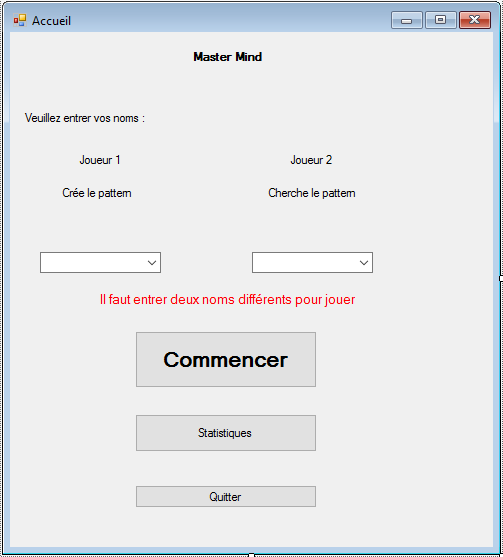 Accueil
Master Mind
Veuillez entrer vos noms :
Joueur 1 Joueur 2
Crée le pattern Cherche le pattern
Il faut entrer deux noms différents pour jouer
Commencer
Statistiques
Quitter